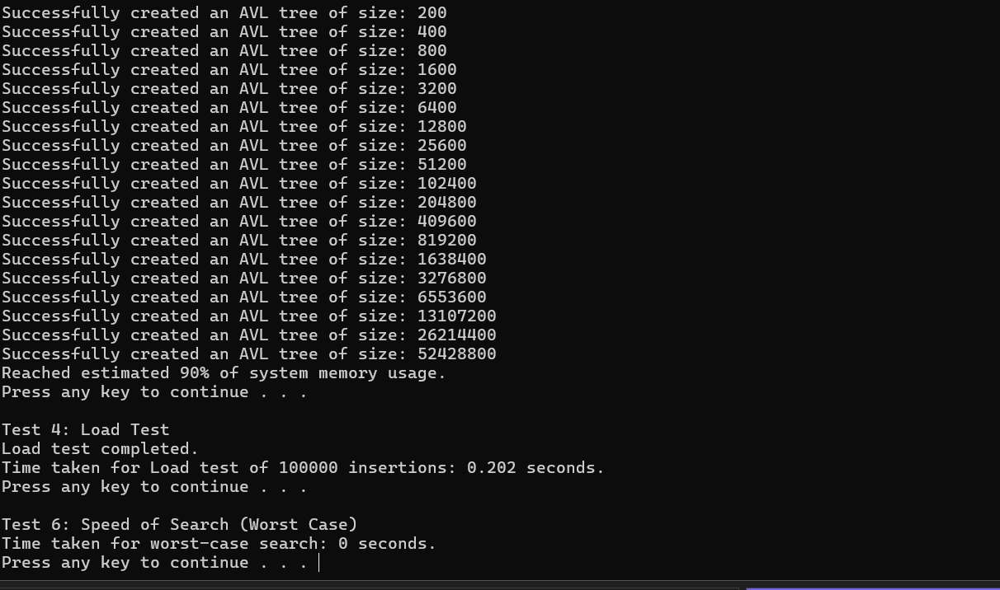 Successfully created an AVL tree of size: 200
Successfully created an AVL tree of size: 400
Successfully created an AVL tree of size: 800
Successfully created an AVL tree of size: 1600
Successfully created an AVL tree of size: 3200
Successfully created an AVL tree of size: 6400
Successfully created an AVL tree of size: 12800
Successfully created an AVL tree of size: 25600
Successfully created an AVL tree of size: 51200
Successfully created an AVL tree of size: 102400
Successfully created an AVL tree of size: 204800
Successfully created an AVL tree of size: 409600
Successfully created an AVL tree of size: 819200
Successfully created an AVL tree of size: 1638400
Successfully created an AVL tree of size: 3276800
Successfully created an AVL tree of size: 6553600
Successfully created an AVL tree of size: 13107200
Successfully created an AVL tree of size: 26214400
Successfully created an AVL tree of size: 52428800
Reached estimated 90% of system memory usage.
Press any key to continue . . .
Test 4: Load Test
Load test completed.
Time taken for Load test of 100000 insertions: 0.202 seconds.
Press any key to continue . . .
Test 6: Speed of Search (Worst Case)
Time taken for worst-case search: 0 seconds.
Press any key to continue . . .